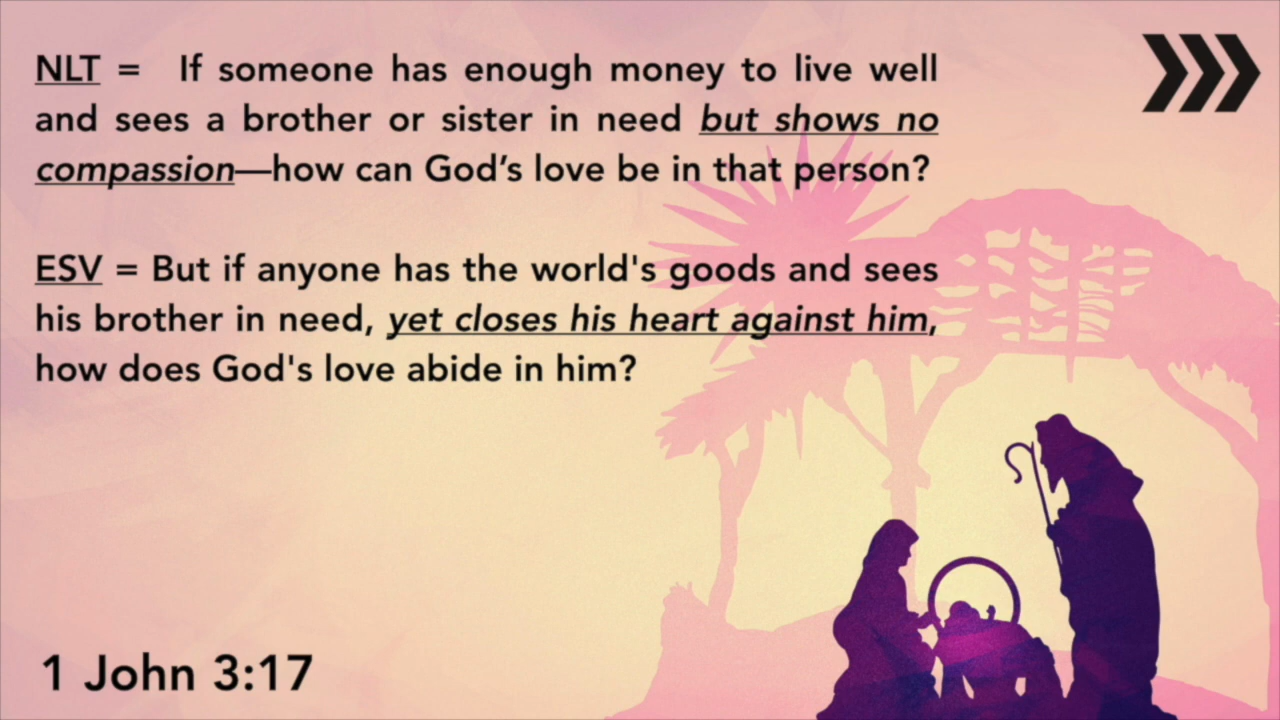 NLT = If someone has enough money to live well
and sees a brother or sister in need but shows no
compassion—how can God’s love be in that person?
ESV = But if anyone has the world's goods and sees
his brother in need, yet closes his heart against him,
how does God's love abide in him?
1 John 3:17